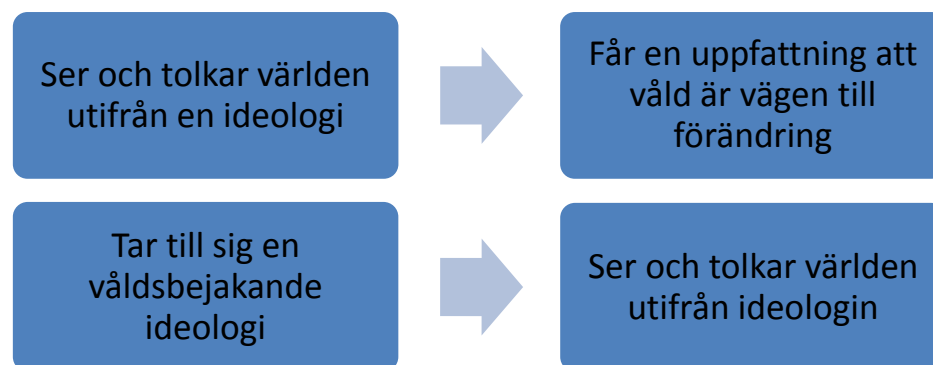 Ser och tolkar världen
utifrån en ideologi
Får en uppfattning att
våld är vägen till
förändring
Tar till sig en
våldsbejakande
ideologi
Ser och tolkar världen
utifrån ideologin